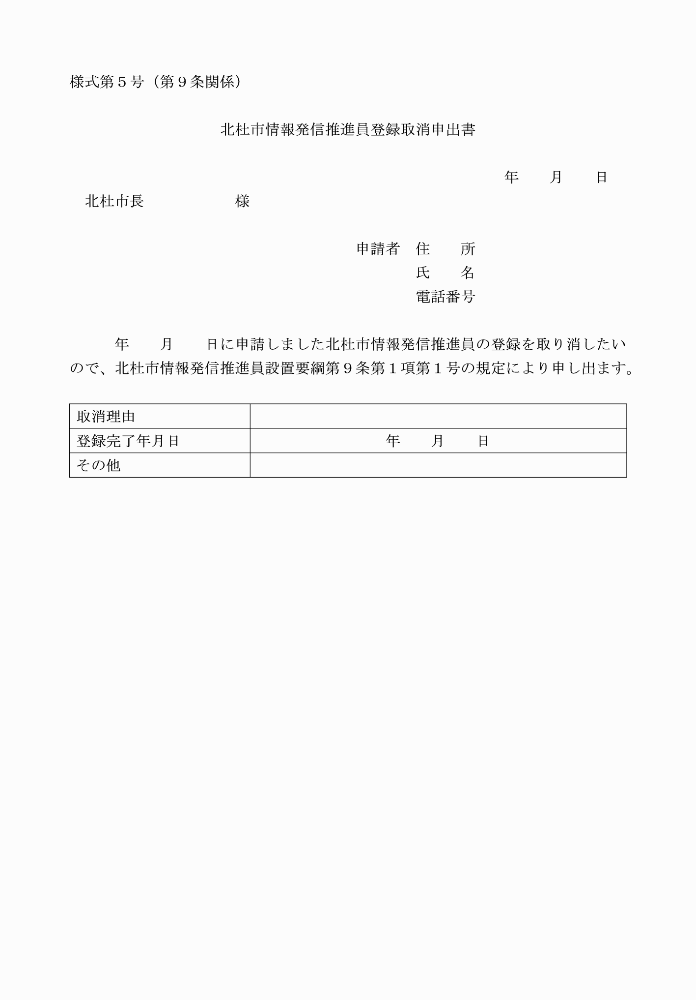 様式第５号（第９条関係）
北杜市情報発信推進員登録取消申出書
年　　月　　日
北杜市長　　　　　　様
申請者　住　　所
氏　　名
電話番号
年　　月　　日に申請しました北杜市情報発信推進員の登録を取り消したい
ので、北杜市情報発信推進員設置要綱第９条第１項第１号の規定により申し出ます。
取消理由
登録完了年月日　　年　　月　　日
その他